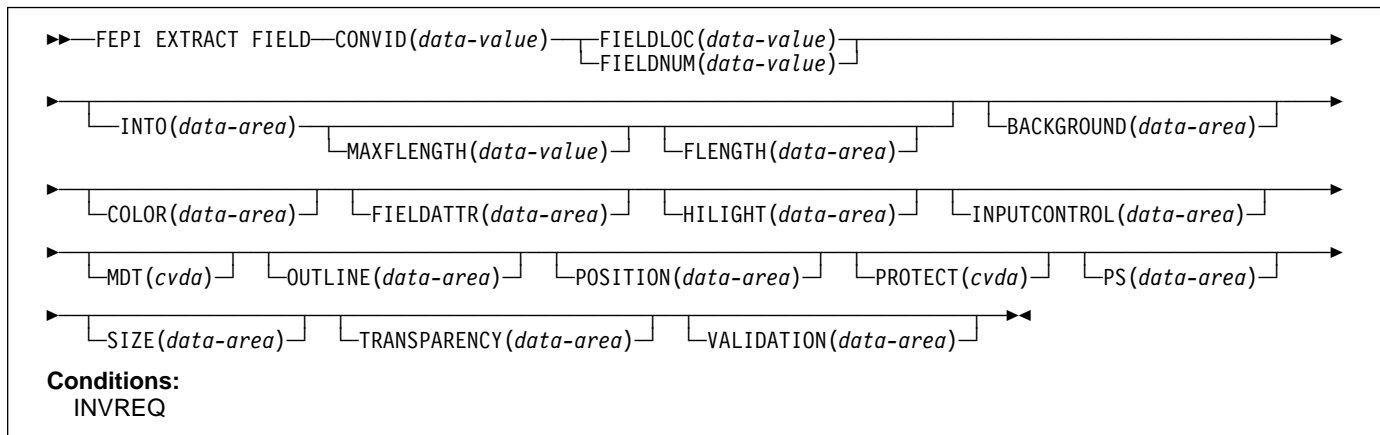 FEPI EXTRACT FIELD CONVID(data-value) FIELDLOC(data-value)
FIELDNUM(data-value)
INTO(data-area) BACKGROUND(data-area)
MAXFLENGTH(data-value) FLENGTH(data-area)
COLOR(data-area) FIELDATTR(data-area) HILIGHT(data-area) INPUTCONTROL(data-area)
MDT(cvda) OUTLINE(data-area) POSITION(data-area) PROTECT(cvda) PS(data-area)
SIZE(data-area) TRANSPARENCY(data-area) VALIDATION(data-area)
Conditions:
INVREQ